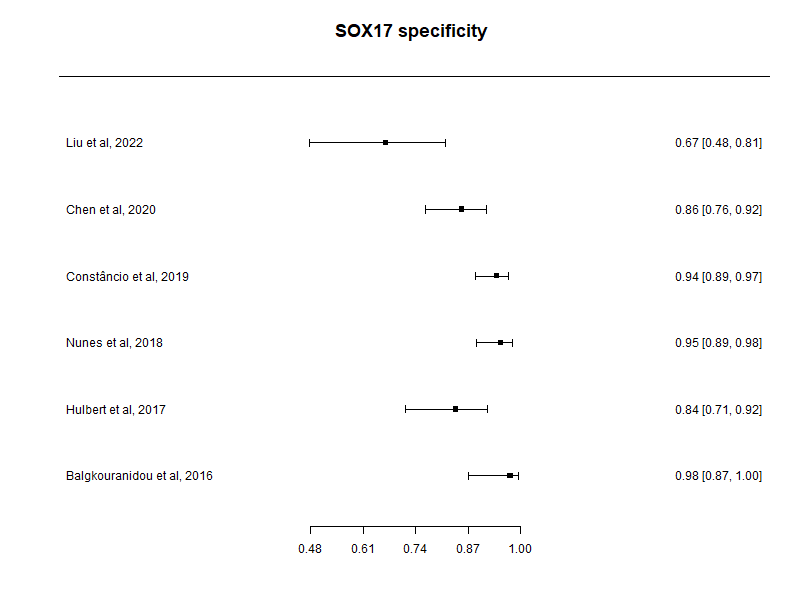 SOX17 specificity
Liu et al, 2022 0.67 [0.48, 0.81]
Chen et al, 2020 0.86 [0.76, 0.92]
Constâncio et al, 2019 0.94 [0.89, 0.97]
Nunes et al, 2018 0.95 [0.89, 0.98]
Hulbert et al, 2017 0.84 [0.71, 0.92]
Balgkouranidou et al, 2016 0.98 [0.87, 1.00]
0.48 0.61 0.74 0.87 1.00